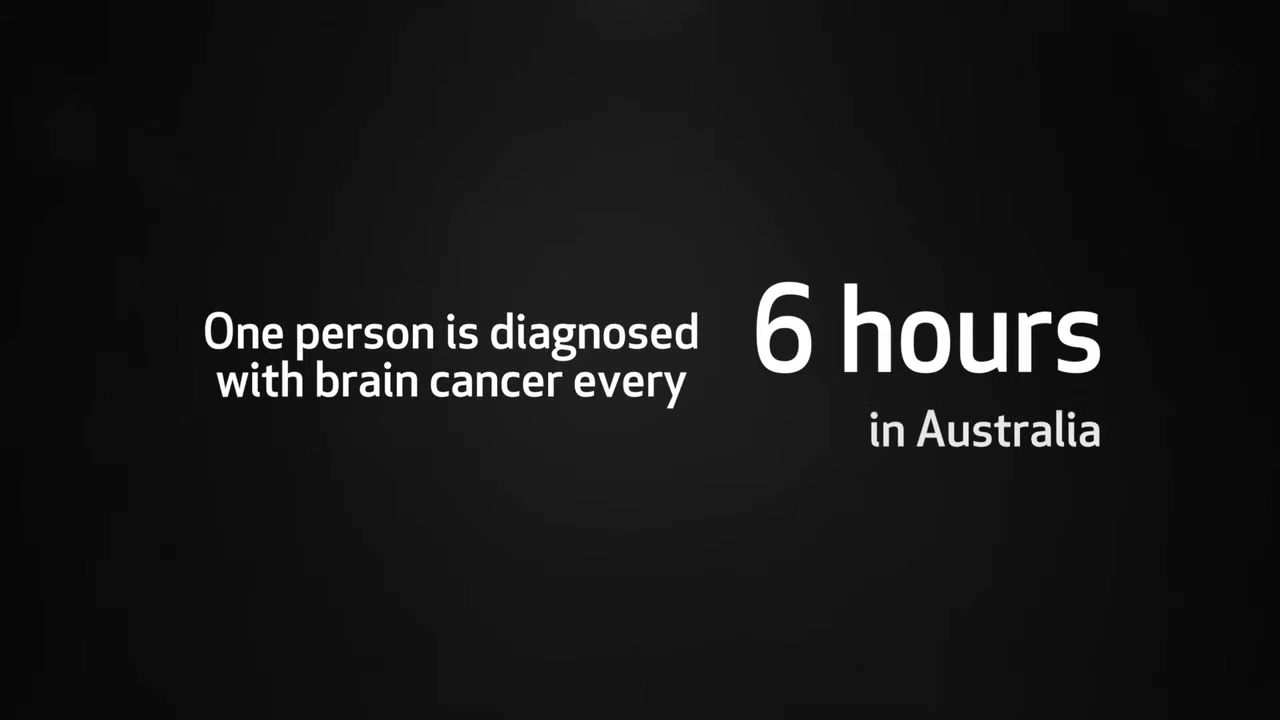 One person is diagnosed
with brain cancer every
6 hours
in Australia